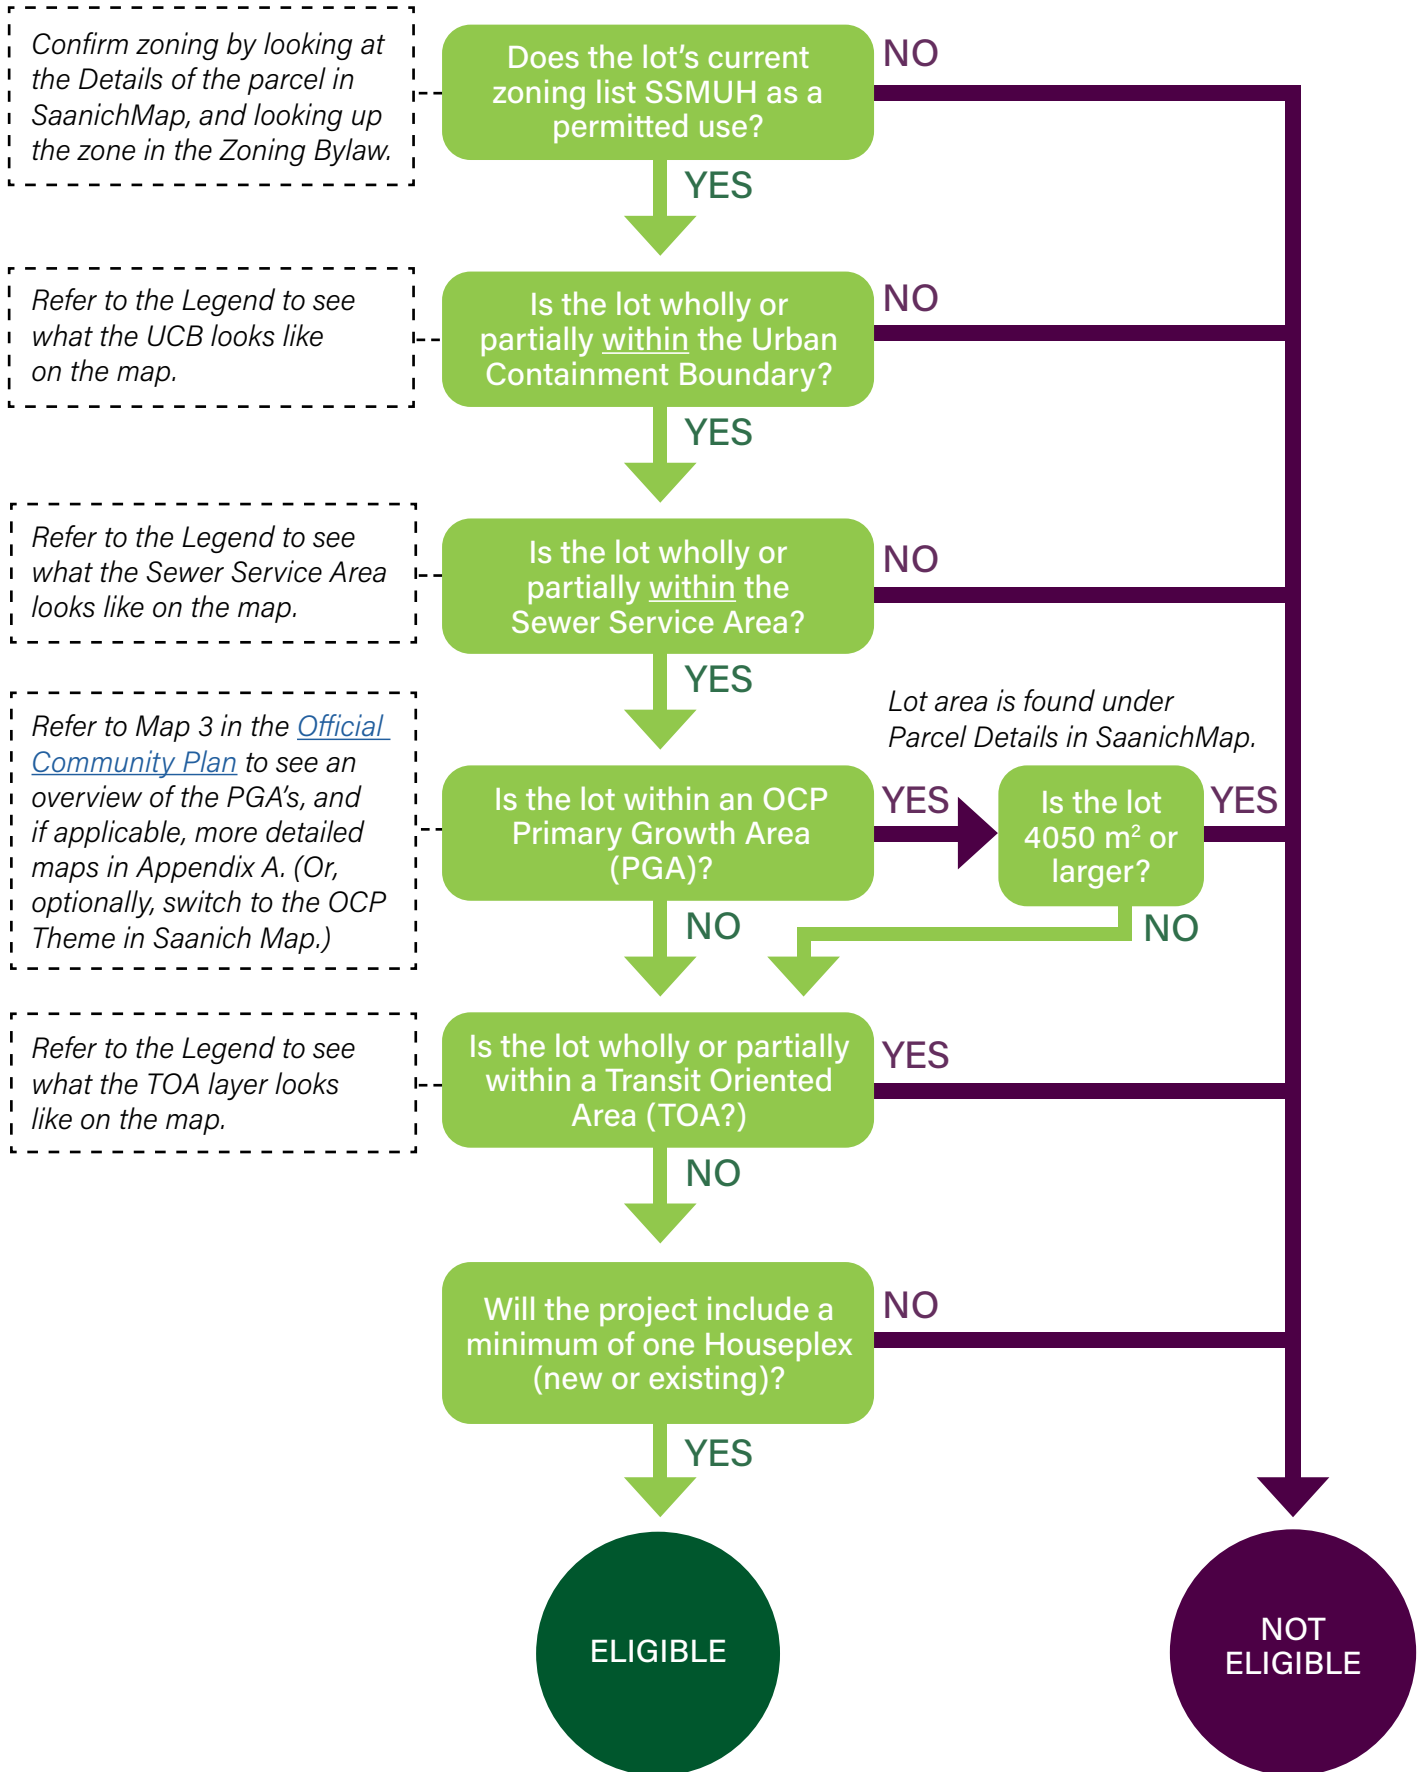 Confirm zoning by looking at
the Details of the parcel in
SaanichMap, and looking up
the zone in the Zoning Bylaw.
Does the lot's current
zoning list SSMUH as a
permitted use?
NO
YES
Refer to the Legend to see
what the UCB looks like
on the map.
Is the lot wholly or
partially within the Urban
Containment Boundary?
NO
YES
Refer to the Legend to see
what the Sewer Service Area
looks like on the map.
Is the lot wholly or
partially within the
Sewer Service Area?
NO
YES
Refer to Map 3 in the Official
Community Plan to see an
overview of the PGA's, and
if applicable, more detailed
maps in Appendix A. (Or,
optionally, switch to the OCP
Theme in Saanich Map.)
Is the lot within an OCP
Primary Growth Area
(PGA)?
YES
Lot area is found under
Parcel Details in SaanichMap.
Is the lot
4050 m² or
larger?
YES
NO
NO
Refer to the Legend to see
what the TOA layer looks
like on the map.
Is the lot wholly or partially
within a Transit Oriented
Area (TOA?)
YES
NO
Will the project include a
minimum of one Houseplex
(new or existing)?
NO
YES
ELIGIBLE
NOT
ELIGIBLE